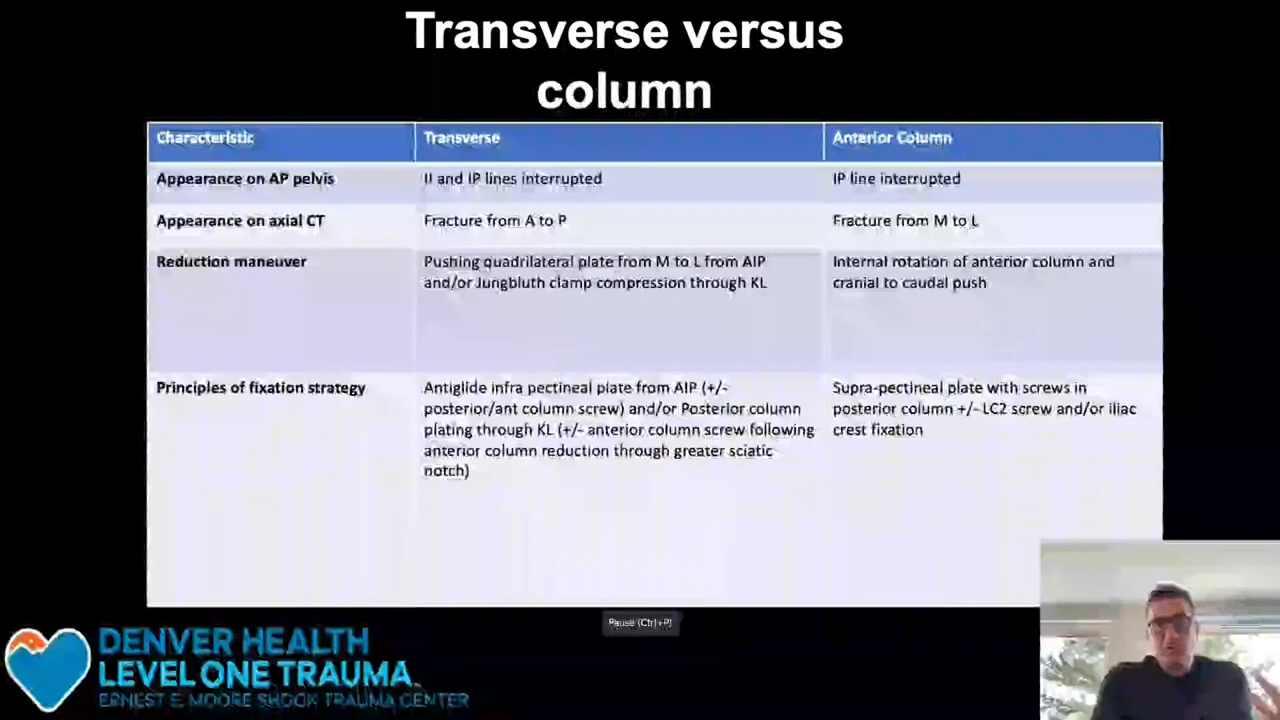 Transverse versus
column
Characteristic Transverse Anterior Column
Appearance on AP pelvis II and IP lines interrupted IP line interrupted
Appearance on axial CT Fracture from A to P Fracture from M to L
Reduction maneuver Pushing quadrilateral plate from M to L from AIP Internal rotation of anterior column and
and/or Jungbluth clamp compression through KL cranial to caudal push
Principles of fixation strategy Antiglide infra pectineal plate from AIP (+/- Supra-pectineal plate with screws in
posterior/ant column screw) and/or Posterior column posterior column +/- LC2 screw and/or iliac
plating through KL (+/- anterior column screw following crest fixation
anterior column reduction through greater sciatic
notch)
Pause (Ctrl+P)
DENVER HEALTH
LEVEL ONE TRAUMA
ERNEST E. MOORE SHOCK TRAUMA CENTER